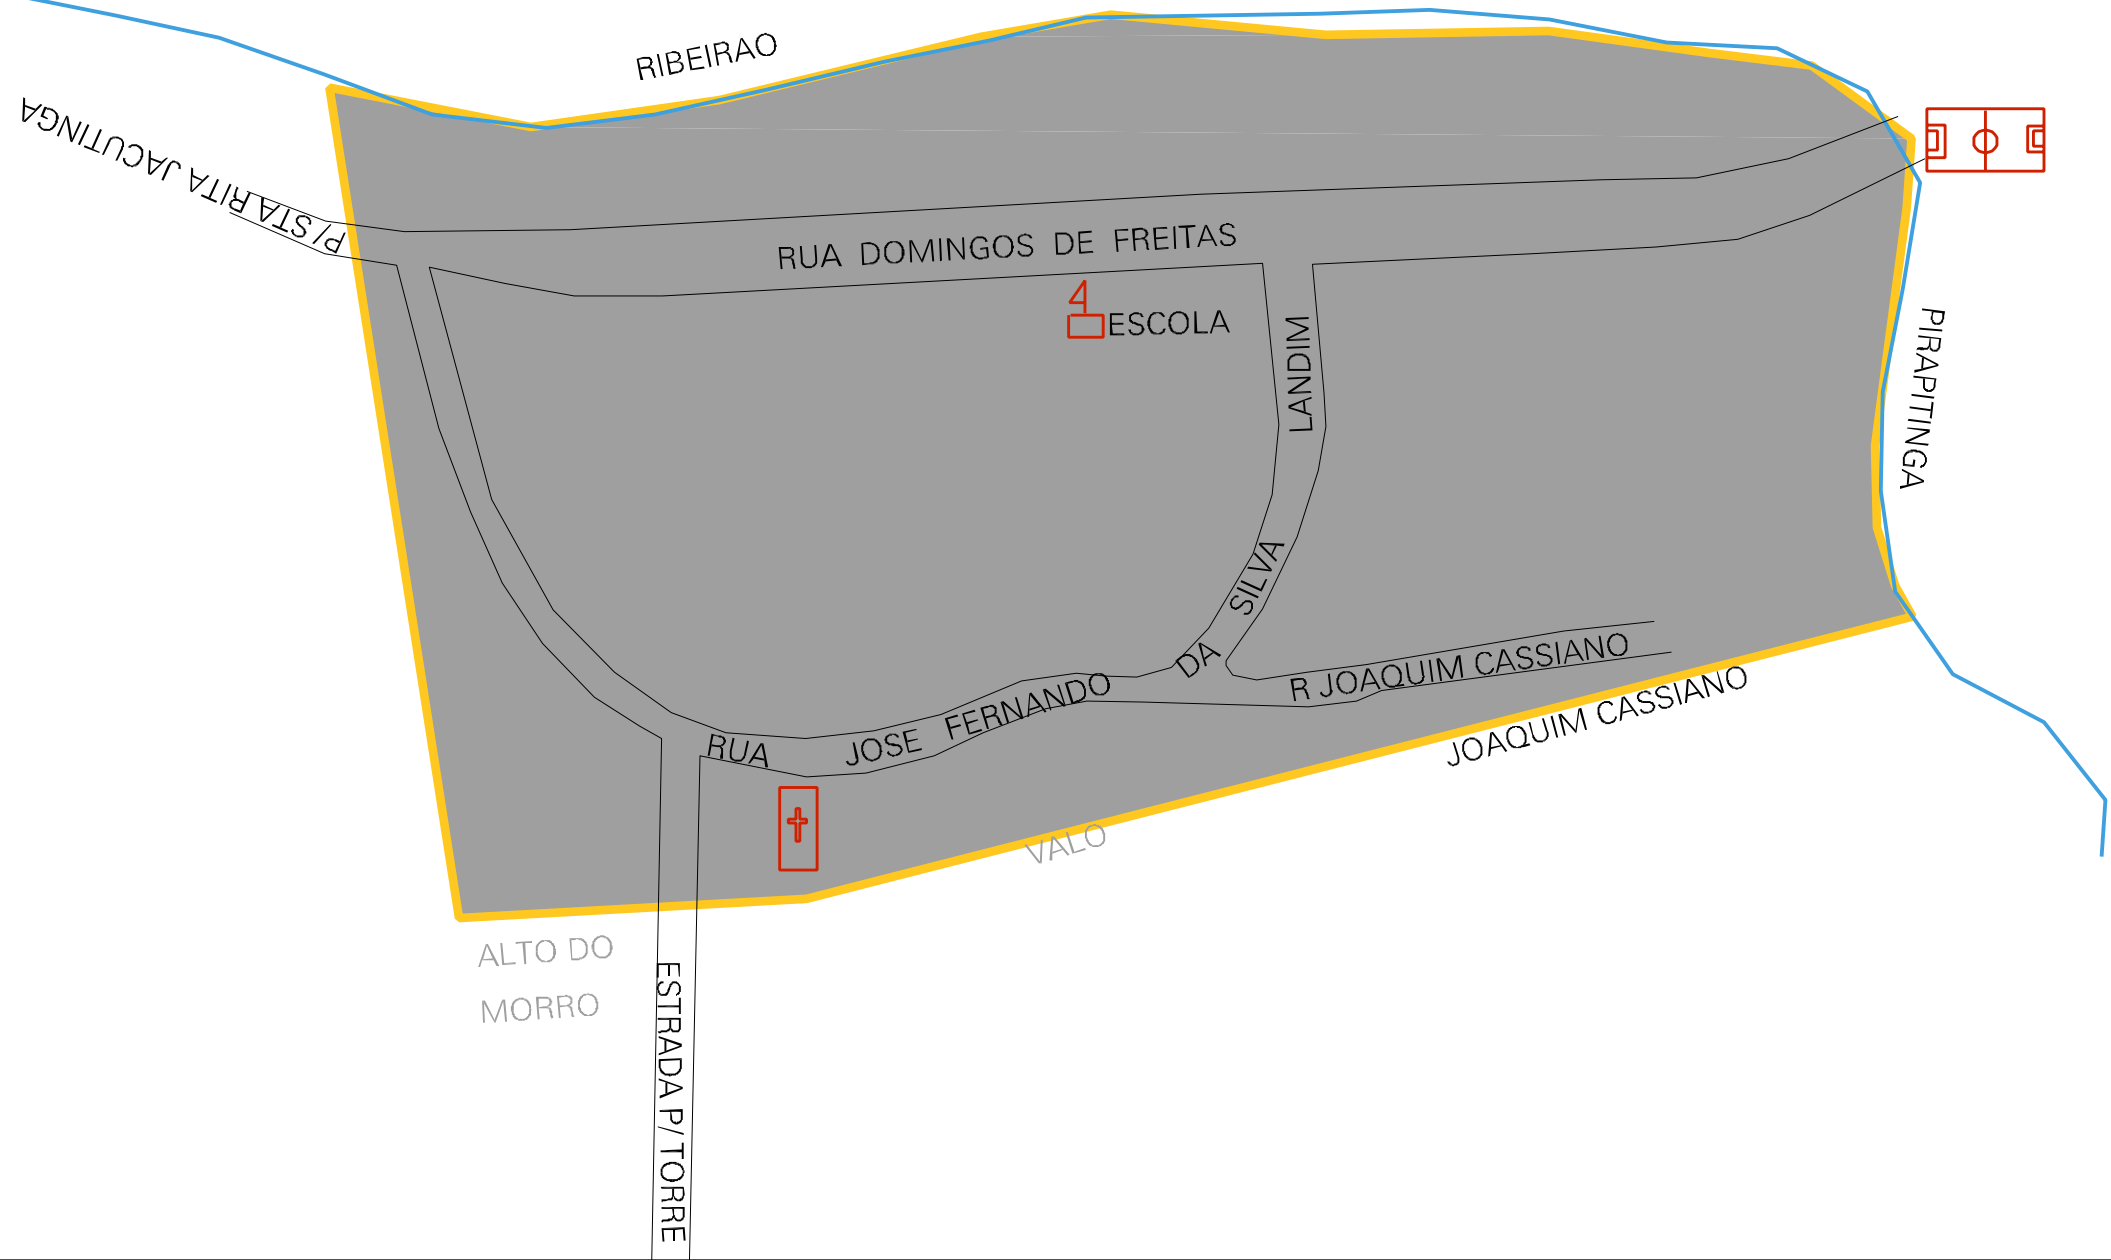 RIBEIRAO
P/ STA RITA JACUTINGA
RUA DOMINGOS DE FREITAS
ESCOLA
LANDIM
PIRAPITINGA
SILVA
DA
R JOAQUIM CASSIANO
FERNANDO
JOSE
RUA
JOAQUIM CASSIANO
VALO
ALTO DO
MORRO
ESTRADA P/ TORRE